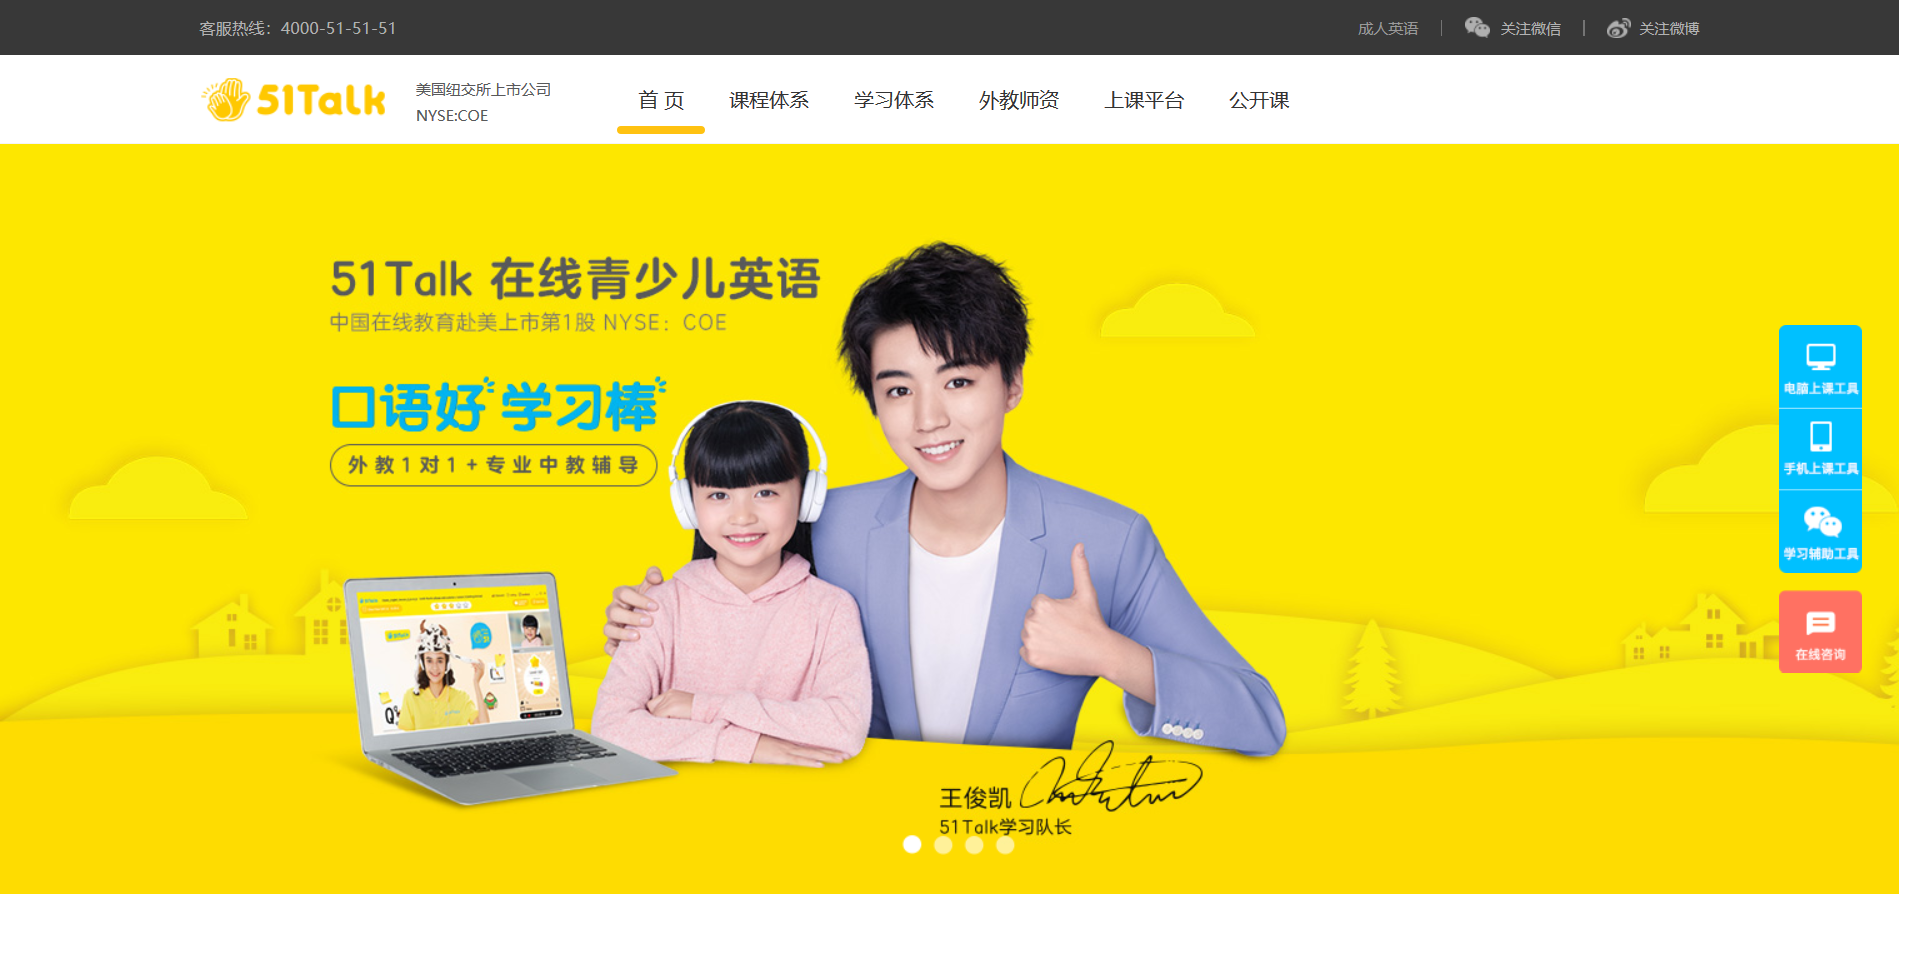 客服热线：4000-51-51-51
成人英语
关注微信
关注微博
51Talk
美国纽交所上市公司
NYSE:COE
首 页
课程体系
学习体系
外教师资
上课平台
公开课
51Talk 在线青少儿英语
中国在线教育赴美上市第1股 NYSE：COE
口语好 学习棒
外教1对1+专业中教辅导
电脑上课工具
手机上课工具
学习辅助工具
在线咨询
王俊凯
51Talk学习队长